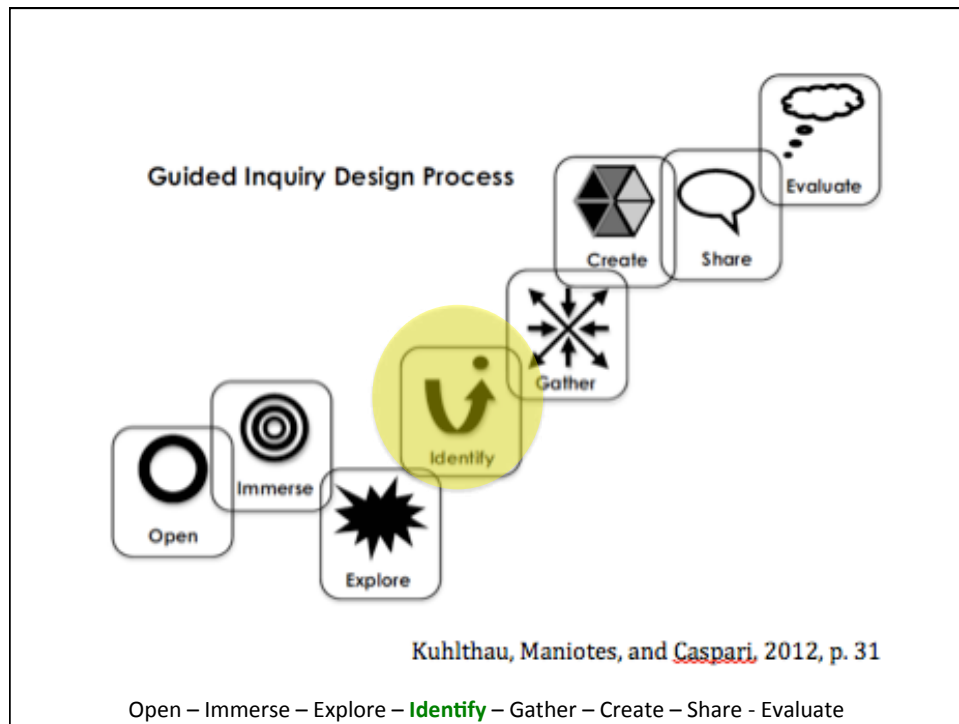 Guided Inquiry Design Process
Open
Immerse
Explore
Identify
Gather
Create
Share
Evaluate
Kuhlthau, Maniotes, and Caspari, 2012, p. 31
Open – Immerse – Explore – Identify – Gather – Create – Share - Evaluate